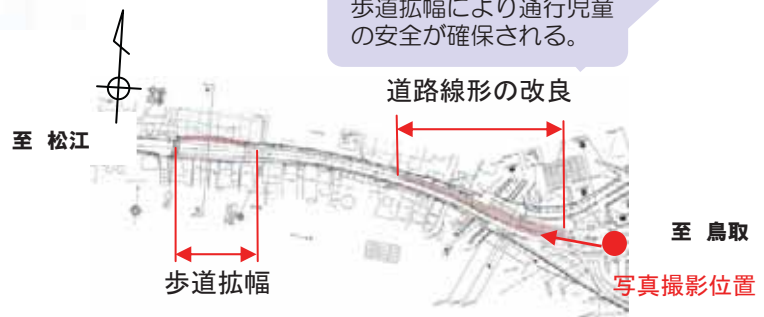 歩道拡幅により通行児童
の安全が確保される。
道路線形の改良
至 松江
至 鳥取
歩道拡幅
写真撮影位置